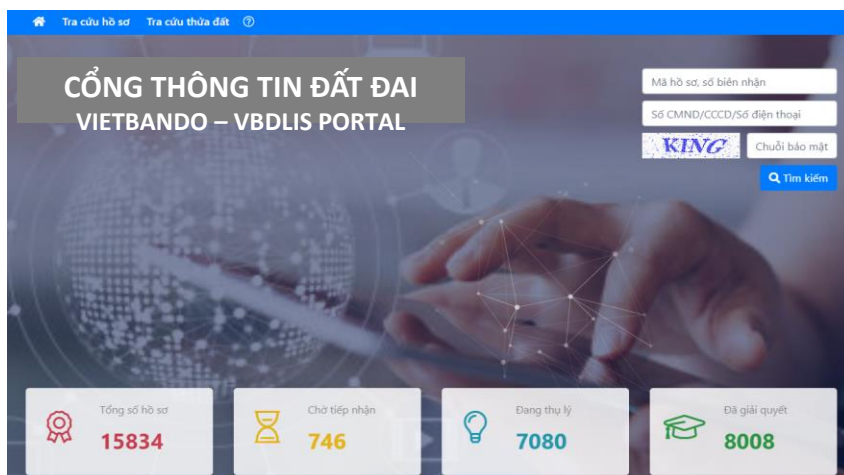 Tra cứu hồ sơ Tra cứu thửa đất
CỔNG THÔNG TIN ĐẤT ĐAI
VIETBANDO – VBDLIS PORTAL
Mã hồ sơ, số biên nhận
Số CMND/CCCD/Số điện thoại
KING Chuỗi bảo mật
Tìm kiếm
Tổng số hồ sơ
15834
Chờ tiếp nhận
746
Đang thụ lý
7080
Đã giải quyết
8008